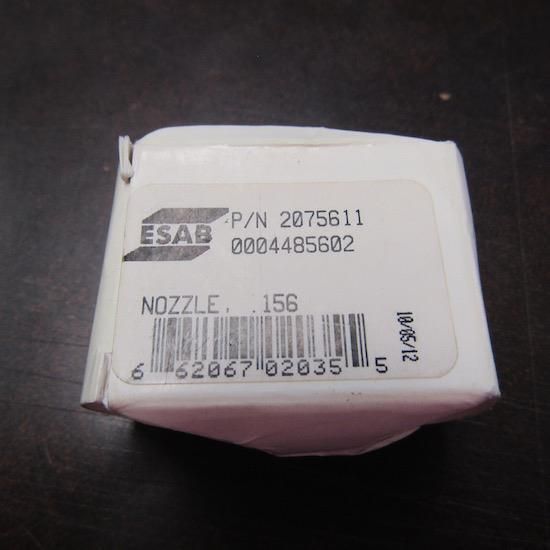 ESAB
P/N 2075611
0004485602
NOZZLE, .156
10/05/12
6 62067 02035 5